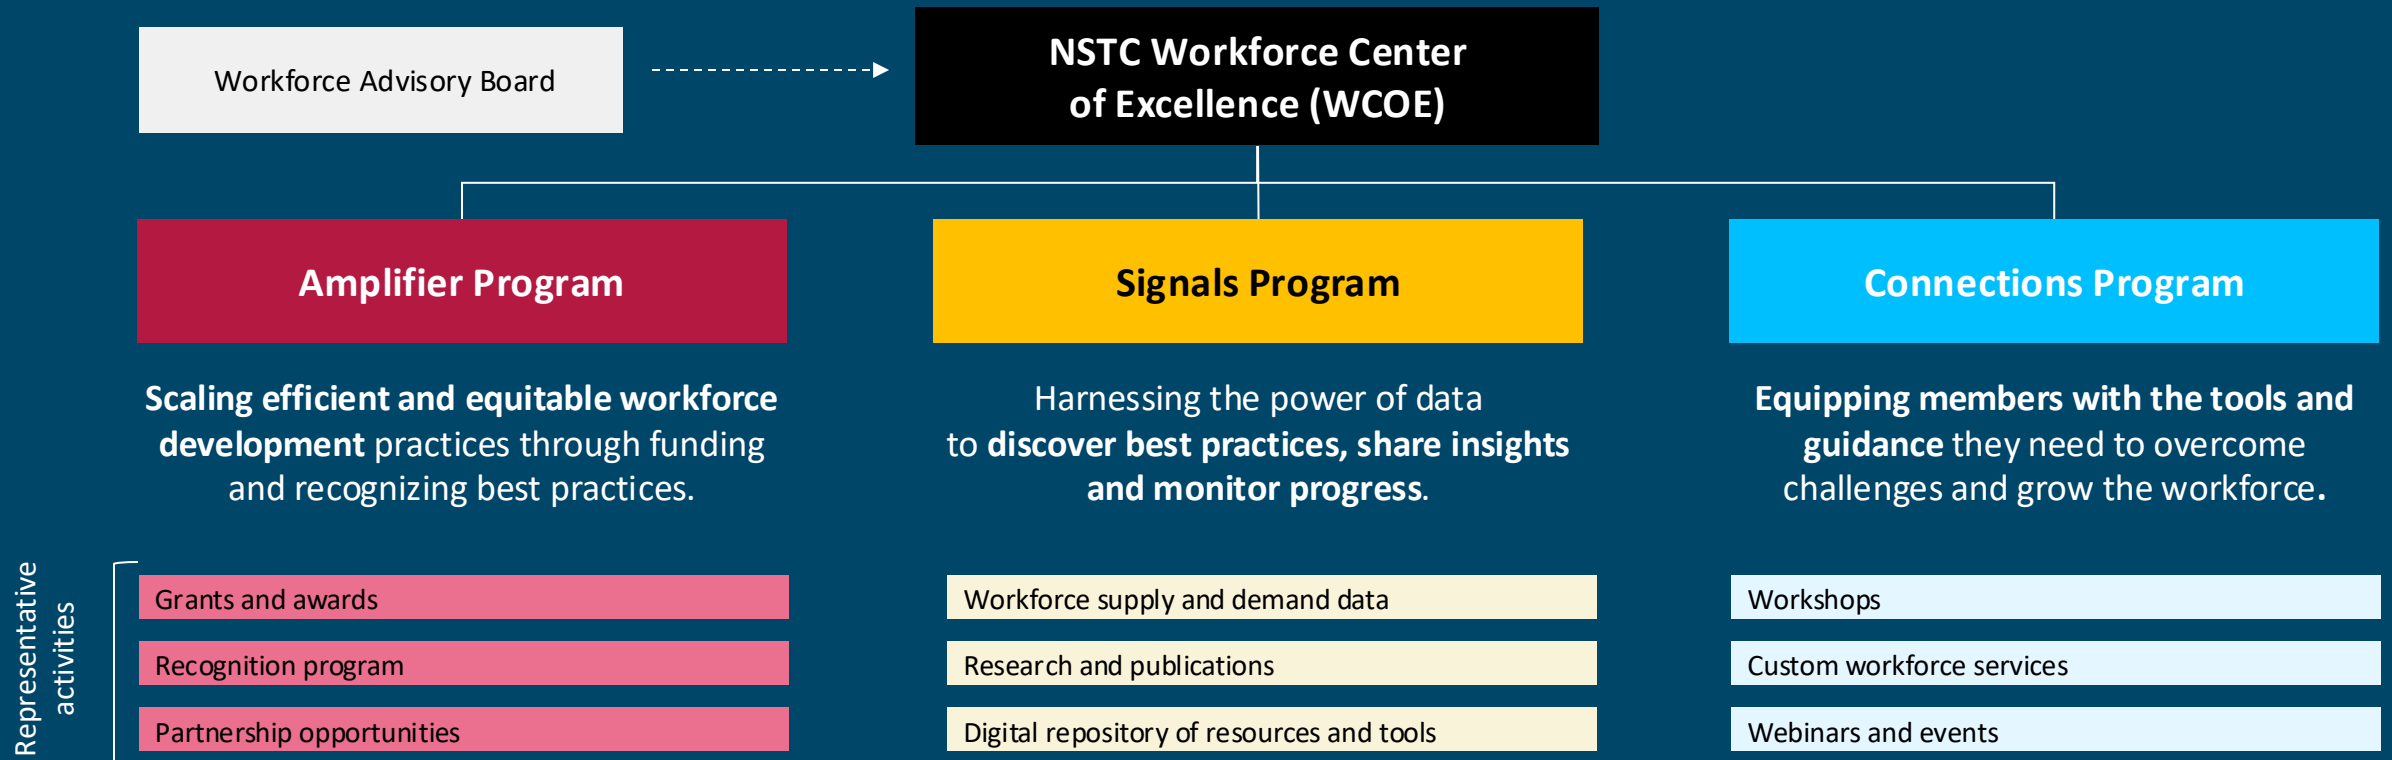 Workforce Advisory Board
NSTC Workforce Center
of Excellence (WCOE)
Amplifier Program
Signals Program
Connections Program
Scaling efficient and equitable workforce
development practices through funding
and recognizing best practices.
Harnessing the power of data
to discover best practices, share insights
and monitor progress.
Equipping members with the tools and
guidance they need to overcome
challenges and grow the workforce.
Representative
activities
Grants and awards
Recognition program
Partnership opportunities
Workforce supply and demand data
Research and publications
Digital repository of resources and tools
Workshops
Custom workforce services
Webinars and events